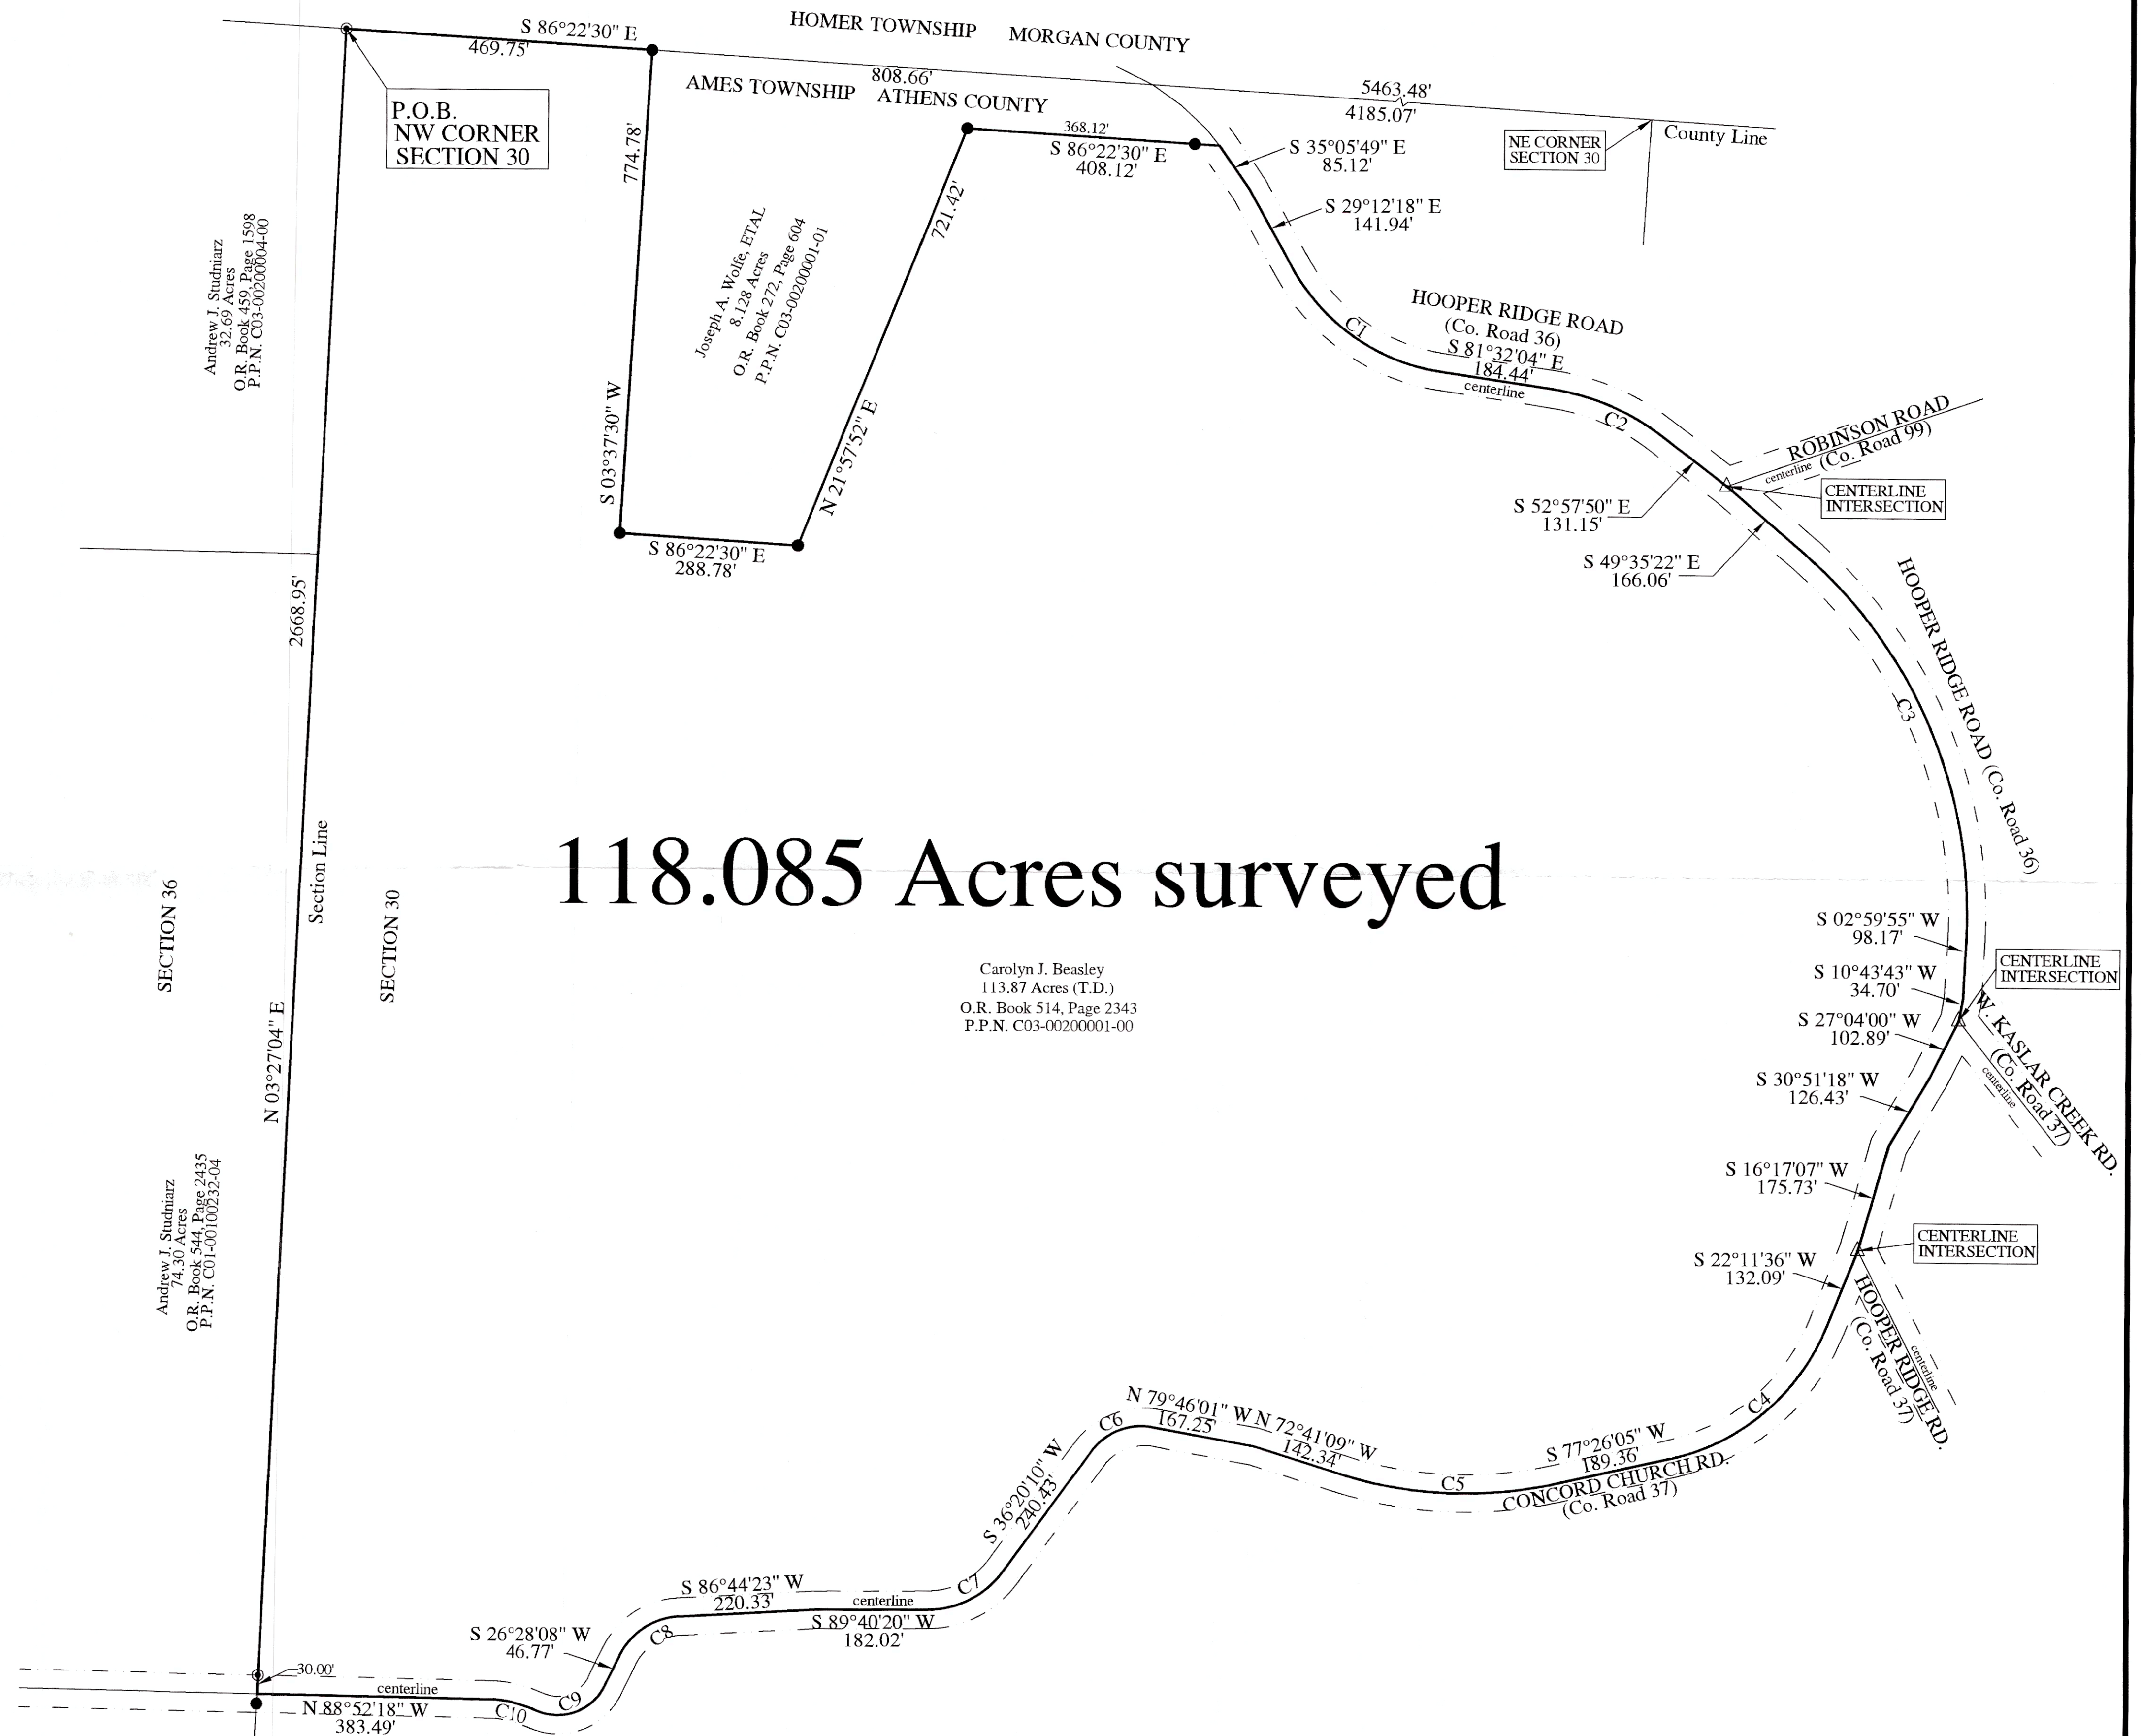 S 86°22'30" E
469.75'
HOMER TOWNSHIP MORGAN COUNTY
808.66'
AMES TOWNSHIP ATHENS COUNTY
5463.48'
4185.07'
County Line
NE CORNER
SECTION 30
P.O.B.
NW CORNER
SECTION 30
774.78'
S 03°37'30" W
368.12'
S 86°22'30" E
408.12'
S 35°05'49" E
85.12'
S 29°12'18" E
141.94'
721.42'
N 21°57'52" E
Joseph A. Wolfe, ETAL
8.128 Acres
O.R. Book 272, Page 604
P.P.N. C03-00200001-01
Andrew J. Studniarz
32.69 Acres
O.R. Book 459, Page 1598
P.P.N. C03-00200004-00
C1
HOOPER RIDGE ROAD
(Co. Road 36)
S 81°32'04" E
184.44'
centerline
C2
ROBINSON ROAD
(Co. Road 99)
centerline
CENTERLINE
INTERSECTION
S 52°57'50" E
131.15'
S 49°35'22" E
166.06'
S 86°22'30" E
288.78'
2668.95'
HOOPER RIDGE ROAD (Co. Road 36)
C3
118.085 Acres surveyed
Section Line
SECTION 36
SECTION 30
Carolyn J. Beasley
113.87 Acres (T.D.)
O.R. Book 514, Page 2343
P.P.N. C03-00200001-00
S 02°59'55" W
98.17'
CENTERLINE
INTERSECTION
S 10°43'43" W
34.70'
S 27°04'00" W
102.89'
W. KASLAR CREEK RD.
(Co. Road 37)
centerline
N 03°27'04" E
S 30°51'18" W
126.43'
S 16°17'07" W
175.73'
CENTERLINE
INTERSECTION
S 22°11'36" W
132.09'
HOOPER RIDGE RD.
(Co. Road 37)
centerline
Andrew J. Studniarz
74.30 Acres
O.R. Book 544, Page 2435
P.P.N. C01-00100232-04
C4
S 77°26'05" W
189.36'
CONCORD CHURCH RD.
(Co. Road 37)
C5
N 72°41'09" W
142.34'
N 79°46'01" W
167.25'
C6
S 36°20'10" W
240.43'
C7
S 86°44'23" W
220.33'
centerline
S 89°40'20" W
182.02'
C8
S 26°28'08" W
46.77'
C9
C10
30.00'
centerline
N 88°52'18" W
383.49'